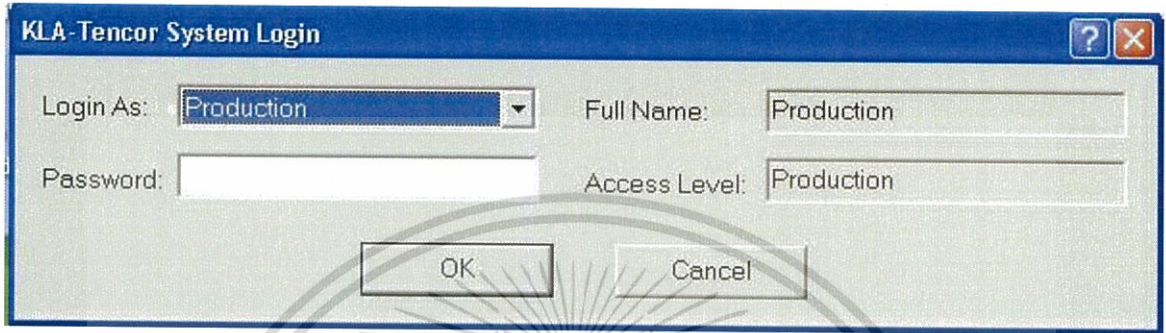 KLA-Tencor System Login
Login As: Production Full Name: Production
Password: Access Level: Production
OK Cancel